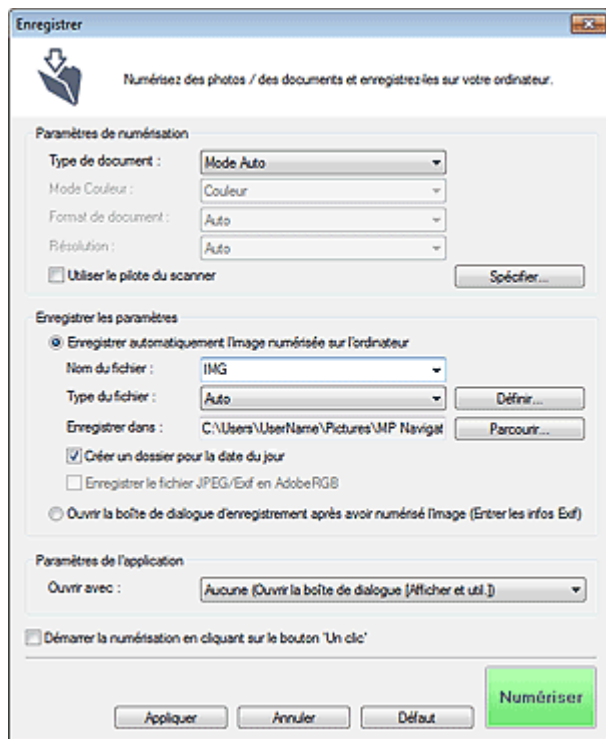 Enregistrer
Numérisez des photos / des documents et enregistrez-les sur votre ordinateur.
Paramètres de numérisation
Type de document : Mode Auto
Mode Couleur : Couleur
Format de document : Auto
Résolution : Auto
Utiliser le pilote du scanner Spécifier...
Enregistrer les paramètres
Enregistrer automatiquement l'image numérisée sur l'ordinateur
Nom du fichier : IMG
Type du fichier : Auto Définir...
Enregistrer dans : C:\Users\UserName\Pictures\MP Navigat Parcourir...
Créer un dossier pour la date du jour
Enregistrer le fichier JPEG/Exif en AdobeRGB
Ouvrir la boîte de dialogue d'enregistrement après avoir numérisé l'image (Entrer les infos Exif)
Paramètres de l'application
Ouvrir avec : Aucune (Ouvrir la boîte de dialogue [Afficher et util.])
Démarrer la numérisation en cliquant sur le bouton 'Un clic'
Appliquer Annuler Défaut Numériser